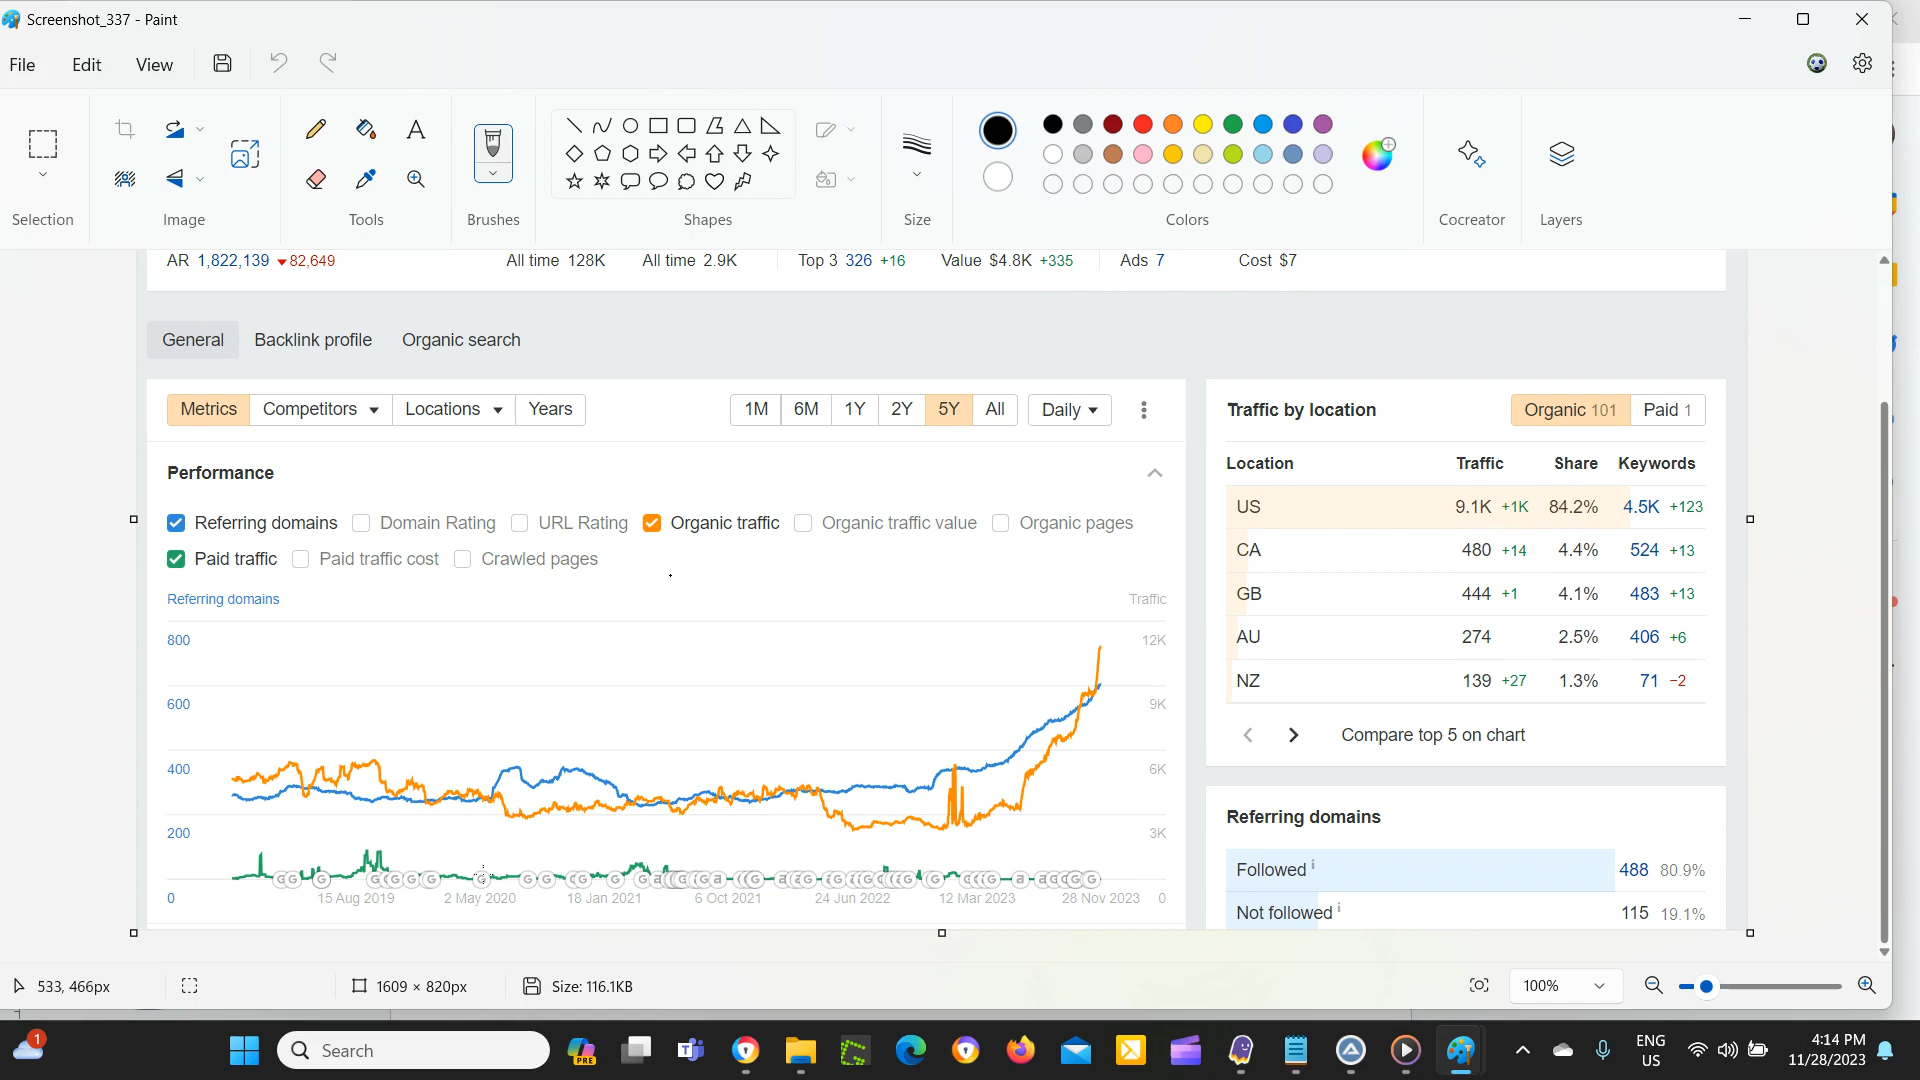 Screenshot_337 - Paint
File Edit View
Selection Image Tools Brushes Shapes Size Colors Cocreator Layers
AR 1,822,139 82,649 All time 128K All time 2.9K Top 3 326 +16 Value $4.8K +335 Ads 7 Cost $7
General Backlink profile Organic search
Metrics Competitors Locations Years 1M 6M 1Y 2Y 5Y All Daily
Performance
Referring domains Domain Rating URL Rating Organic traffic Organic traffic value Organic pages
Paid traffic Paid traffic cost Crawled pages
Referring domains Traffic
800 12K
600 9K
400 6K
200 3K
0 15 Aug 2019 2 May 2020 18 Jan 2021 6 Oct 2021 24 Jun 2022 12 Mar 2023 28 Nov 2023 0
Traffic by location Organic 101 Paid 1
Location Traffic Share Keywords
US 9.1K +1K 84.2% 4.5K +123
CA 480 +14 4.4% 524 +13
GB 444 +1 4.1% 483 +13
AU 274 2.5% 406 +6
NZ 139 +27 1.3% 71 −2
Compare top 5 on chart
Referring domains
Followed i 488 80.9%
Not followed i 115 19.1%
533, 466px 1609 × 820px Size: 116.1KB 100%
1 Search PRE ENG US 4:14 PM 11/28/2023